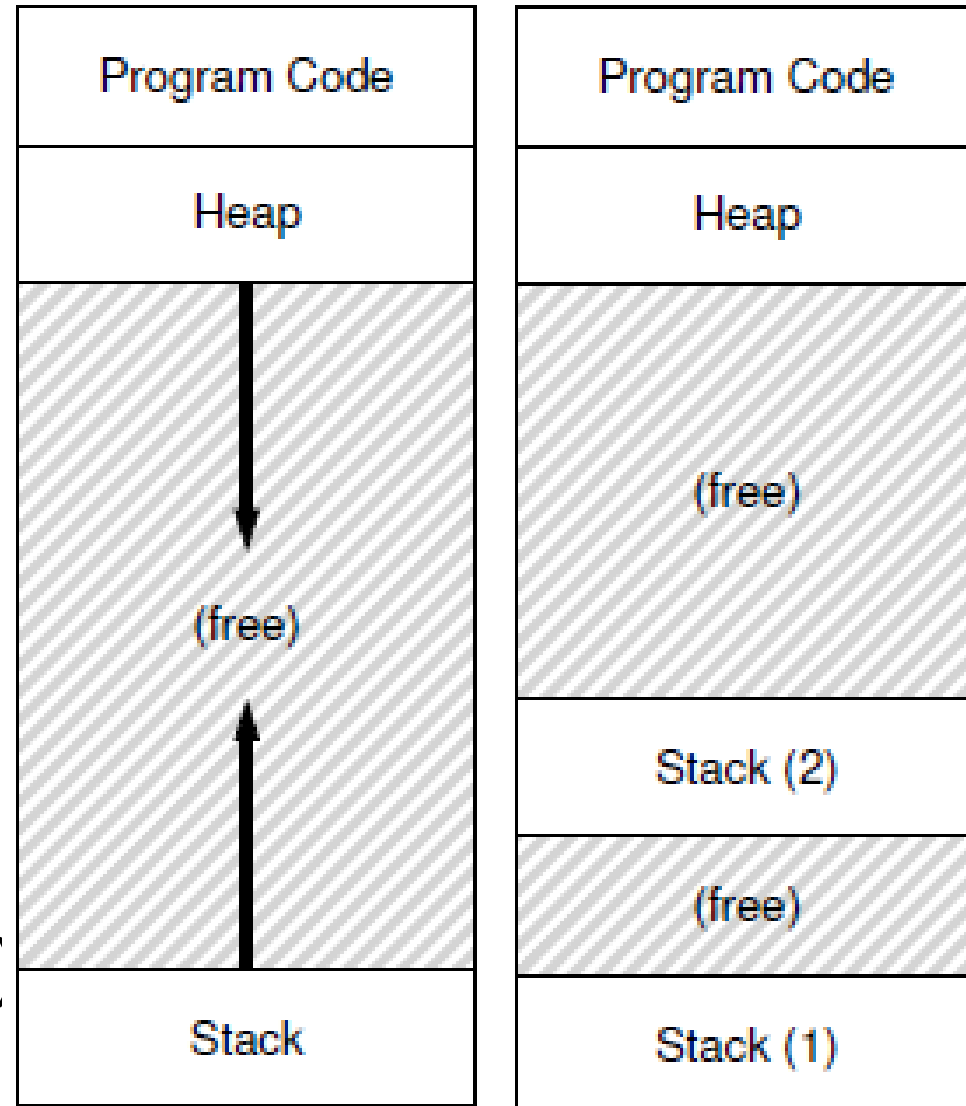 Program Code
Heap
(free)
Stack
Program Code
Heap
(free)
Stack (2)
(free)
Stack (1)